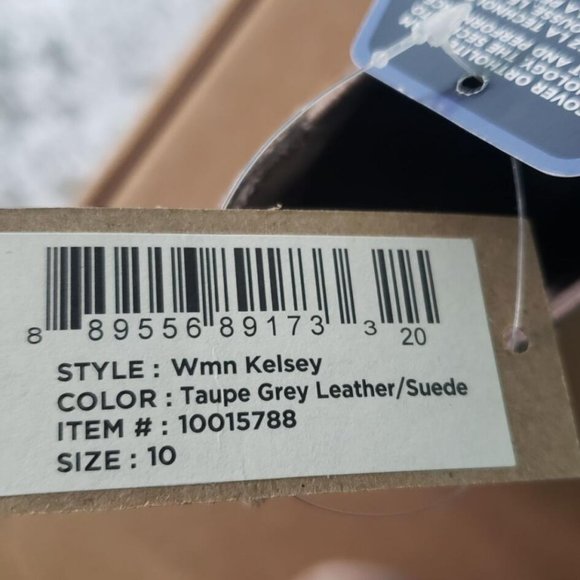 8 89556 89173 3 20
STYLE : Wmn Kelsey
COLOR : Taupe Grey Leather/Suede
ITEM # : 10015788
SIZE : 10